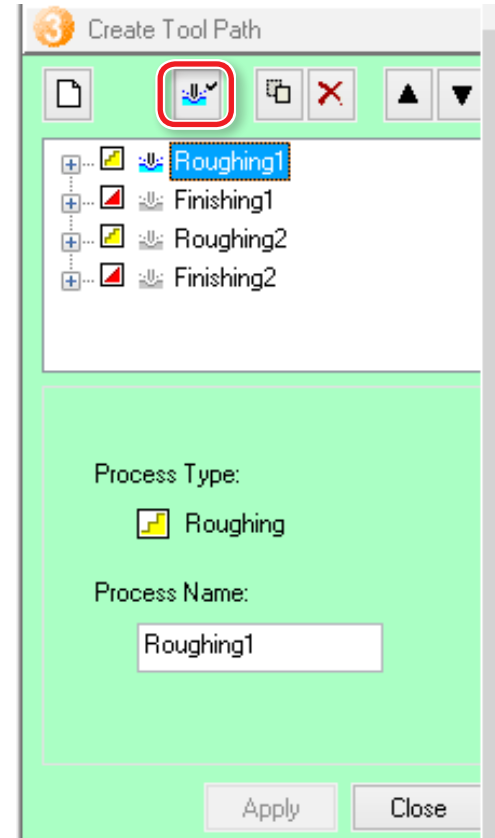 Create Tool Path
Roughing1
Finishing1
Roughing2
Finishing2
Process Type:
Roughing
Process Name:
Roughing1
Apply Close